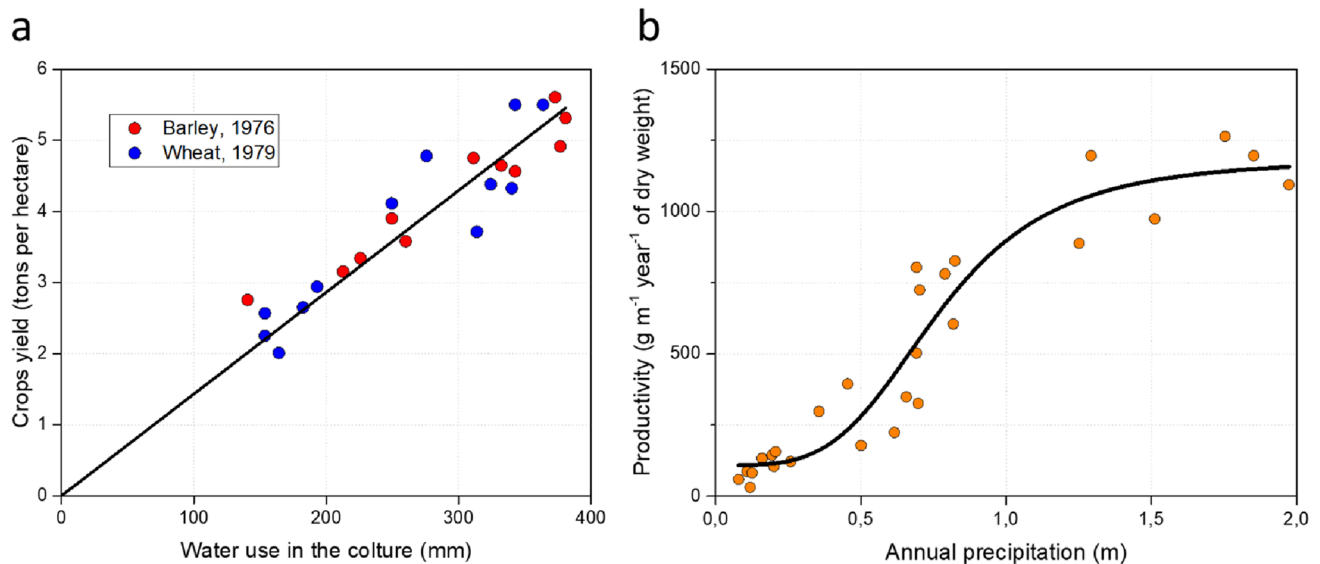 a
6
5
4
3
2
1
0
Crops yield (tons per hectare)
Barley, 1976
Wheat, 1979
0 100 200 300 400
Water use in the colture (mm)
b
1500
1000
500
0
Productivity (g m⁻¹ year⁻¹ of dry weight)
0,0 0,5 1,0 1,5 2,0
Annual precipitation (m)